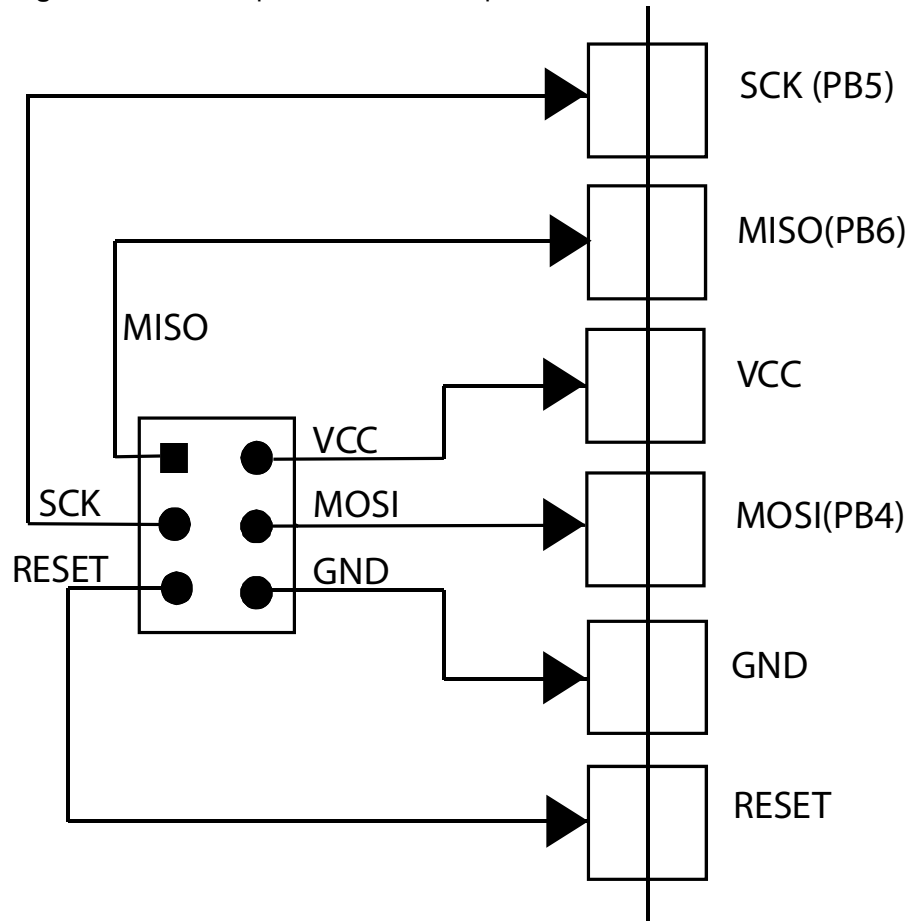 SCK (PB5)
MISO(PB6)
MISO
VCC
VCC
SCK
MOSI
MOSI(PB4)
RESET
GND
GND
RESET